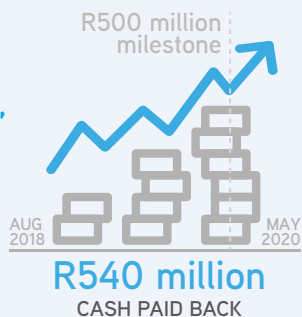 R500 million
milestone
AUG
2018
MAY
2020
R540 million
CASH PAID BACK